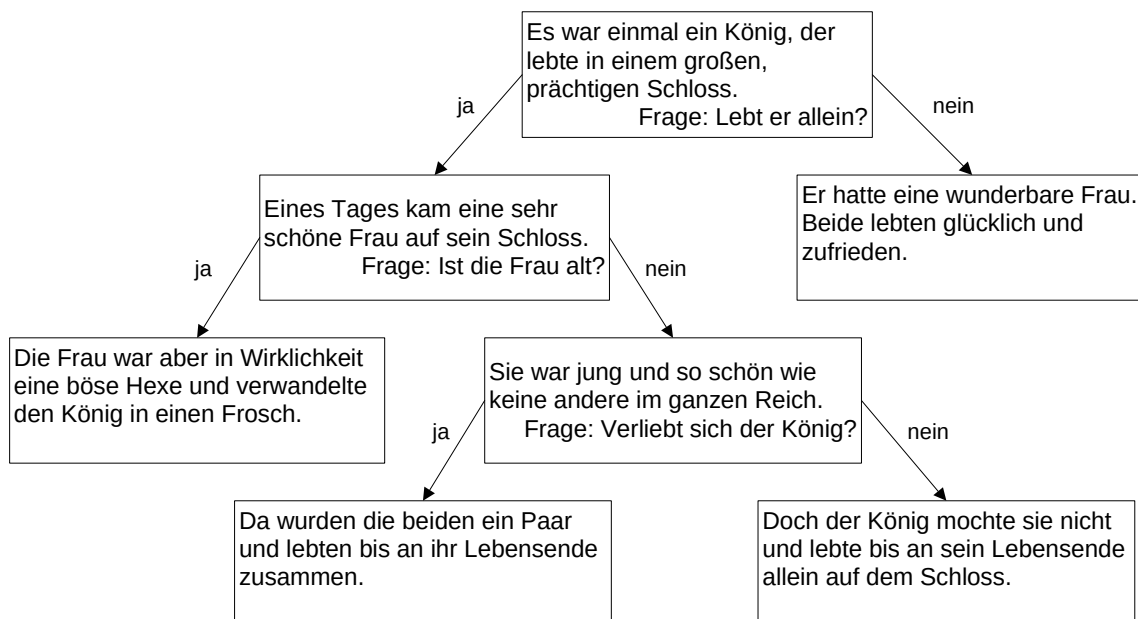 Es war einmal ein König, der
lebte in einem großen,
prächtigen Schloss.
Frage: Lebt er allein?
ja
nein
Eines Tages kam eine sehr
schöne Frau auf sein Schloss.
Frage: Ist die Frau alt?
Er hatte eine wunderbare Frau.
Beide lebten glücklich und
zufrieden.
ja
nein
Die Frau war aber in Wirklichkeit
eine böse Hexe und verwandelte
den König in einen Frosch.
Sie war jung und so schön wie
keine andere im ganzen Reich.
Frage: Verliebt sich der König?
ja
nein
Da wurden die beiden ein Paar
und lebten bis an ihr Lebensende
zusammen.
Doch der König mochte sie nicht
und lebte bis an sein Lebensende
allein auf dem Schloss.